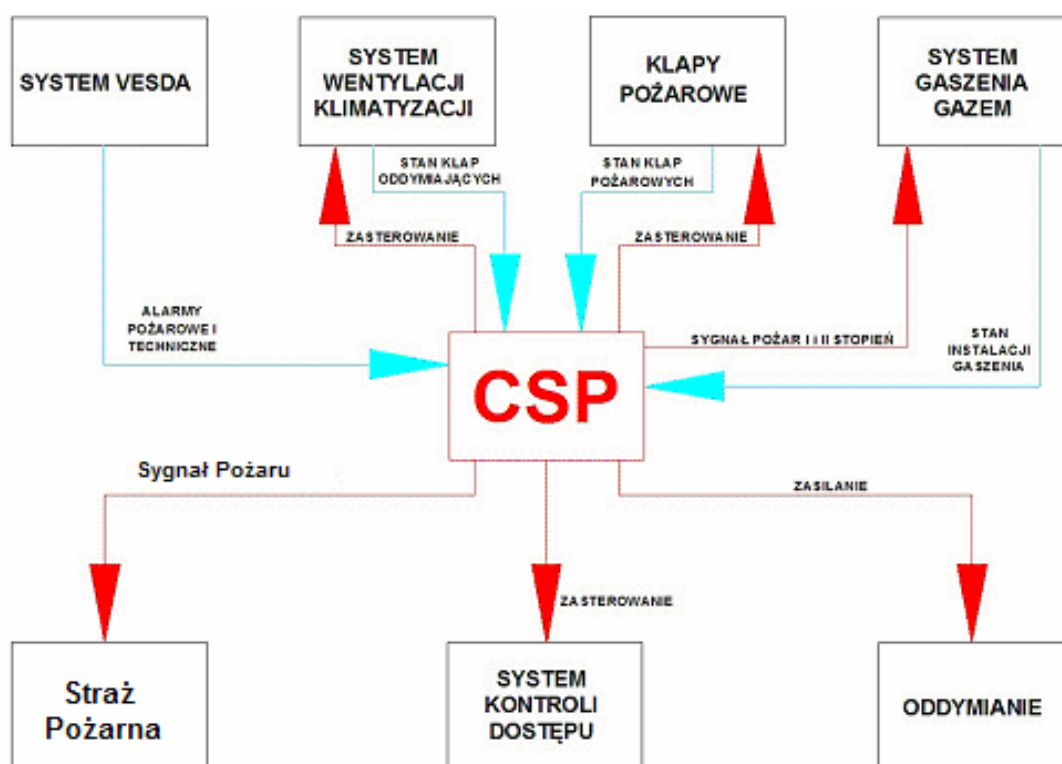 SYSTEM VESDA
SYSTEM
WENTYLACJI
KLIMATYZACJI
KLAPY
POŻAROWE
SYSTEM
GASZENIA
GAZEM
STAN KLAP
ODDYMIAJĄCYCH
STAN KLAP
POŻAROWYCH
ZASTEROWANIE
ZASTEROWANIE
ALARMY
POŻAROWE I
TECHNICZNE
SYGNAŁ POŻAR I i II STOPIEŃ
STAN
INSTALACJI
GASZENIA
CSP
Sygnał Pożaru
ZASILANIE
ZASTEROWANIE
Straż
Pożarna
SYSTEM
KONTROLI
DOSTĘPU
ODDYMIANIE